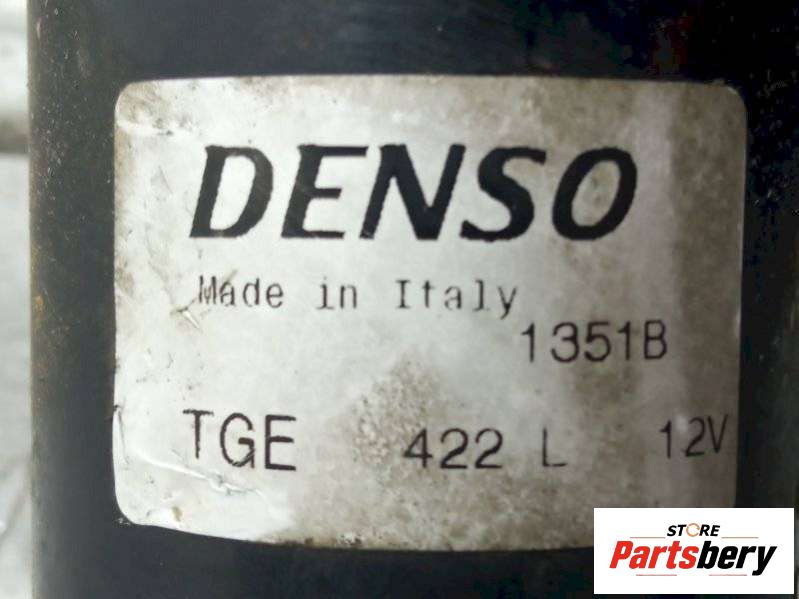 DENSO
Made in Italy
1351B
TGE 422 L 12V
STORE
Partsbery